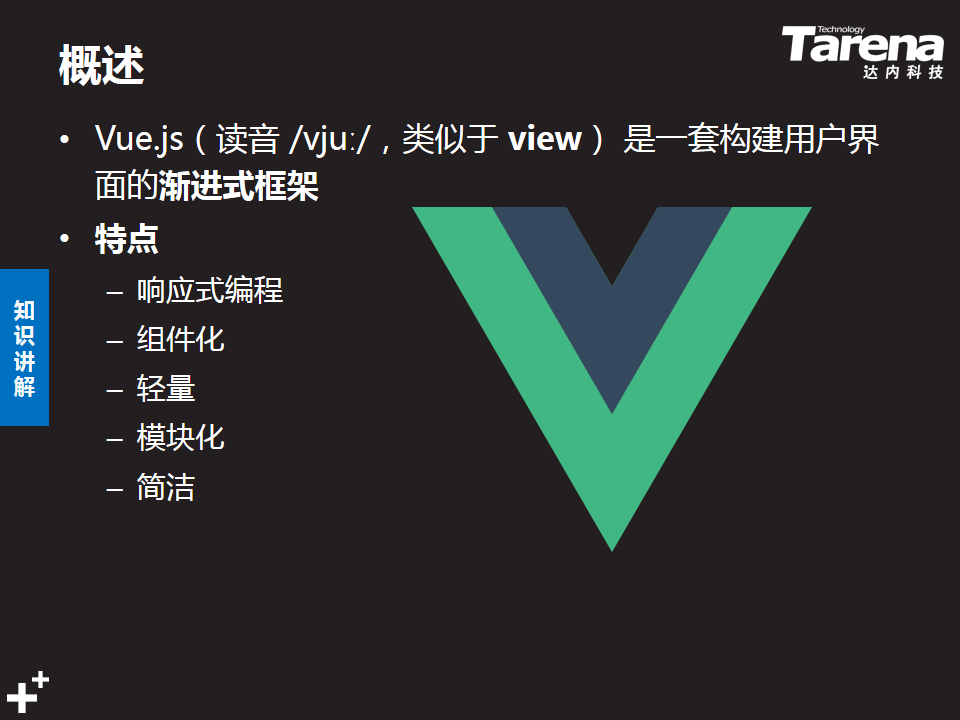 概述
Technology
Tarena
达内科技
• Vue.js（读音 /vjuː/，类似于 view） 是一套构建用户界
面的渐进式框架
• 特点
– 响应式编程
– 组件化
– 轻量
– 模块化
– 简洁
知识讲解